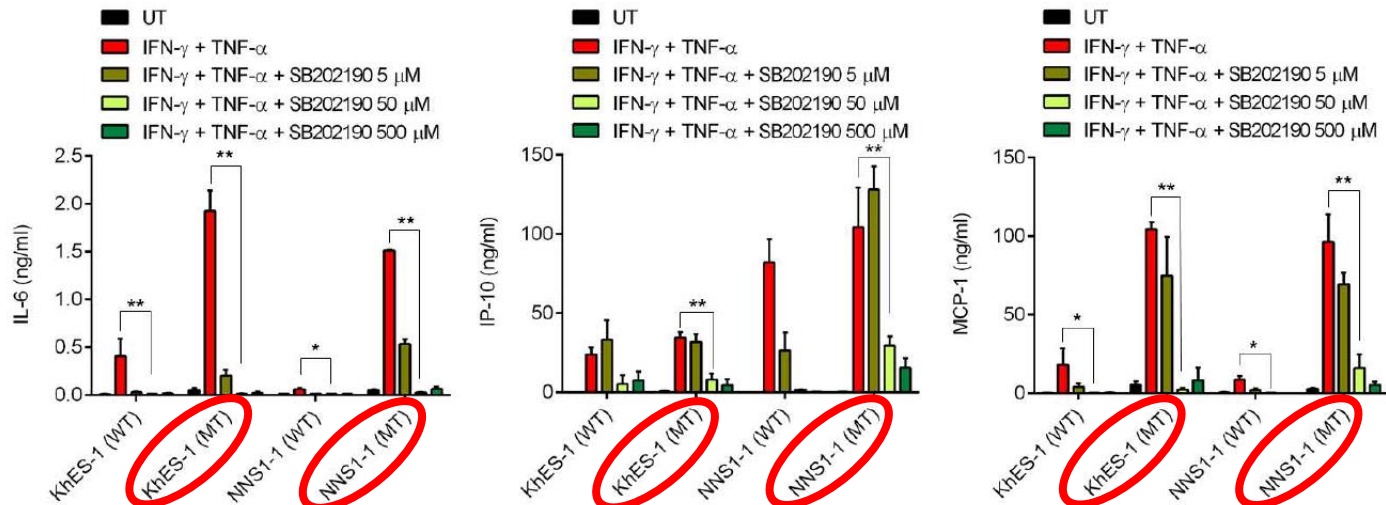 UT
IFN-γ + TNF-α
IFN-γ + TNF-α + SB202190 5 μM
IFN-γ + TNF-α + SB202190 50 μM
IFN-γ + TNF-α + SB202190 500 μM
IL-6 (ng/ml)
2.5
2.0
1.5
1.0
0.5
0.0
**
**
*
**
KhES-1 (WT)
KhES-1 (MT)
NNS1-1 (WT)
NNS1-1 (MT)
UT
IFN-γ + TNF-α
IFN-γ + TNF-α + SB202190 5 μM
IFN-γ + TNF-α + SB202190 50 μM
IFN-γ + TNF-α + SB202190 500 μM
IP-10 (ng/ml)
150
100
50
0
**
**
KhES-1 (WT)
KhES-1 (MT)
NNS1-1 (WT)
NNS1-1 (MT)
UT
IFN-γ + TNF-α
IFN-γ + TNF-α + SB202190 5 μM
IFN-γ + TNF-α + SB202190 50 μM
IFN-γ + TNF-α + SB202190 500 μM
MCP-1 (ng/ml)
150
100
50
0
*
**
*
**
KhES-1 (WT)
KhES-1 (MT)
NNS1-1 (WT)
NNS1-1 (MT)